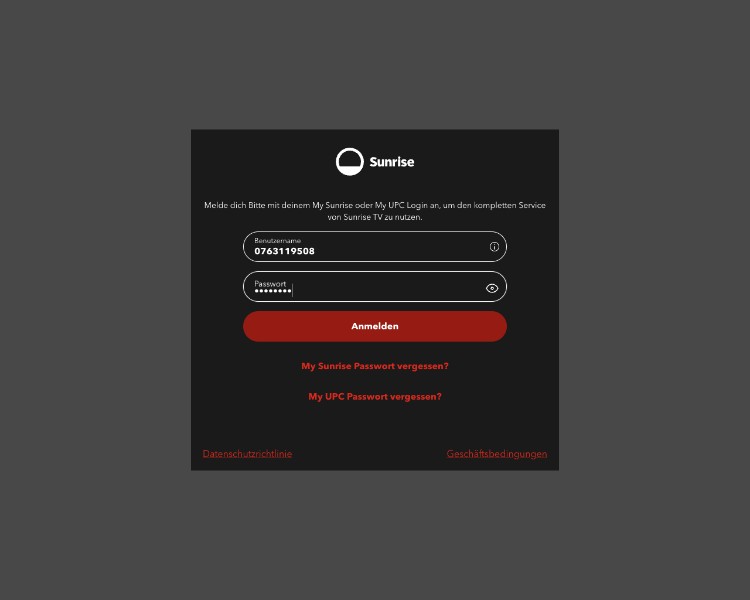 Sunrise
Melde dich Bitte mit deinem My Sunrise oder My UPC Login an, um den kompletten Service
von Sunrise TV zu nutzen.
Benutzername
0763119508
Passwort
••••••••
Anmelden
My Sunrise Passwort vergessen?
My UPC Passwort vergessen?
Datenschutzrichtlinie
Geschäftsbedingungen